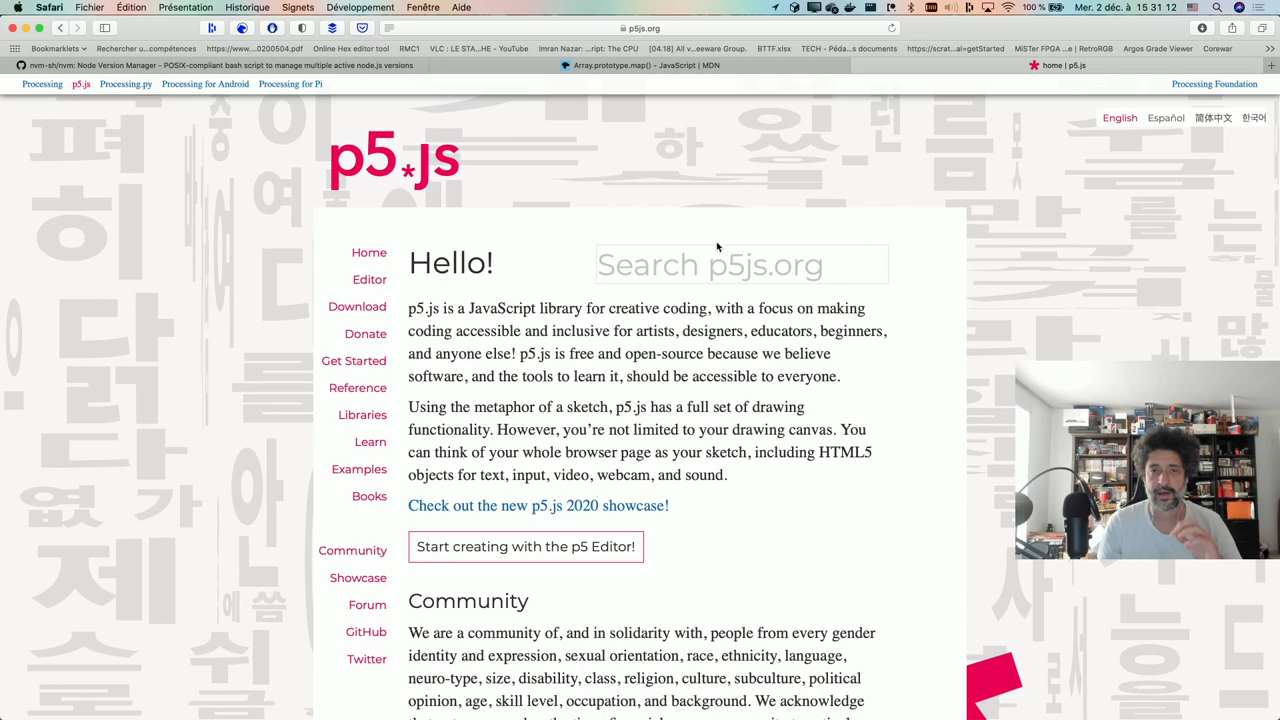 Safari Fichier Édition Présentation Historique Signets Développement Fenêtre Aide
Mer. 2 déc. à 15 31 12
p5js.org
Bookmarklets
Rechercher u...compétences
https://www....0200504.pdf
Online Hex editor tool
RMC1
VLC : LE STA...HE - YouTube
Imran Nazar:...ript: The CPU
[04.18] All v...eeware Group.
BTTF.xlsx
TECH - Péda...s documents
https://scrat...al=getStarted
MiSTer FPGA ...e | RetroRGB
Argos Grade Viewer
Corewar
nvm-sh/nvm: Node Version Manager - POSIX-compliant bash script to manage multiple active node.js versions
Array.prototype.map() - JavaScript | MDN
home | p5.js
Processing p5.js Processing.py Processing for Android Processing for Pi
Processing Foundation
English Español 简体中文 한국어
p5*js
Home
Editor
Download
Donate
Get Started
Reference
Libraries
Learn
Examples
Books
Community
Showcase
Forum
GitHub
Twitter
Hello!
Search p5js.org
p5.js is a JavaScript library for creative coding, with a focus on making
coding accessible and inclusive for artists, designers, educators, beginners,
and anyone else! p5.js is free and open-source because we believe
software, and the tools to learn it, should be accessible to everyone.
Using the metaphor of a sketch, p5.js has a full set of drawing
functionality. However, you’re not limited to your drawing canvas. You
can think of your whole browser page as your sketch, including HTML5
objects for text, input, video, webcam, and sound.
Check out the new p5.js 2020 showcase!
Start creating with the p5 Editor!
Community
We are a community of, and in solidarity with, people from every gender
identity and expression, sexual orientation, race, ethnicity, language,
neuro-type, size, disability, class, religion, culture, subculture, political
opinion, age, skill level, occupation, and background. We acknowledge